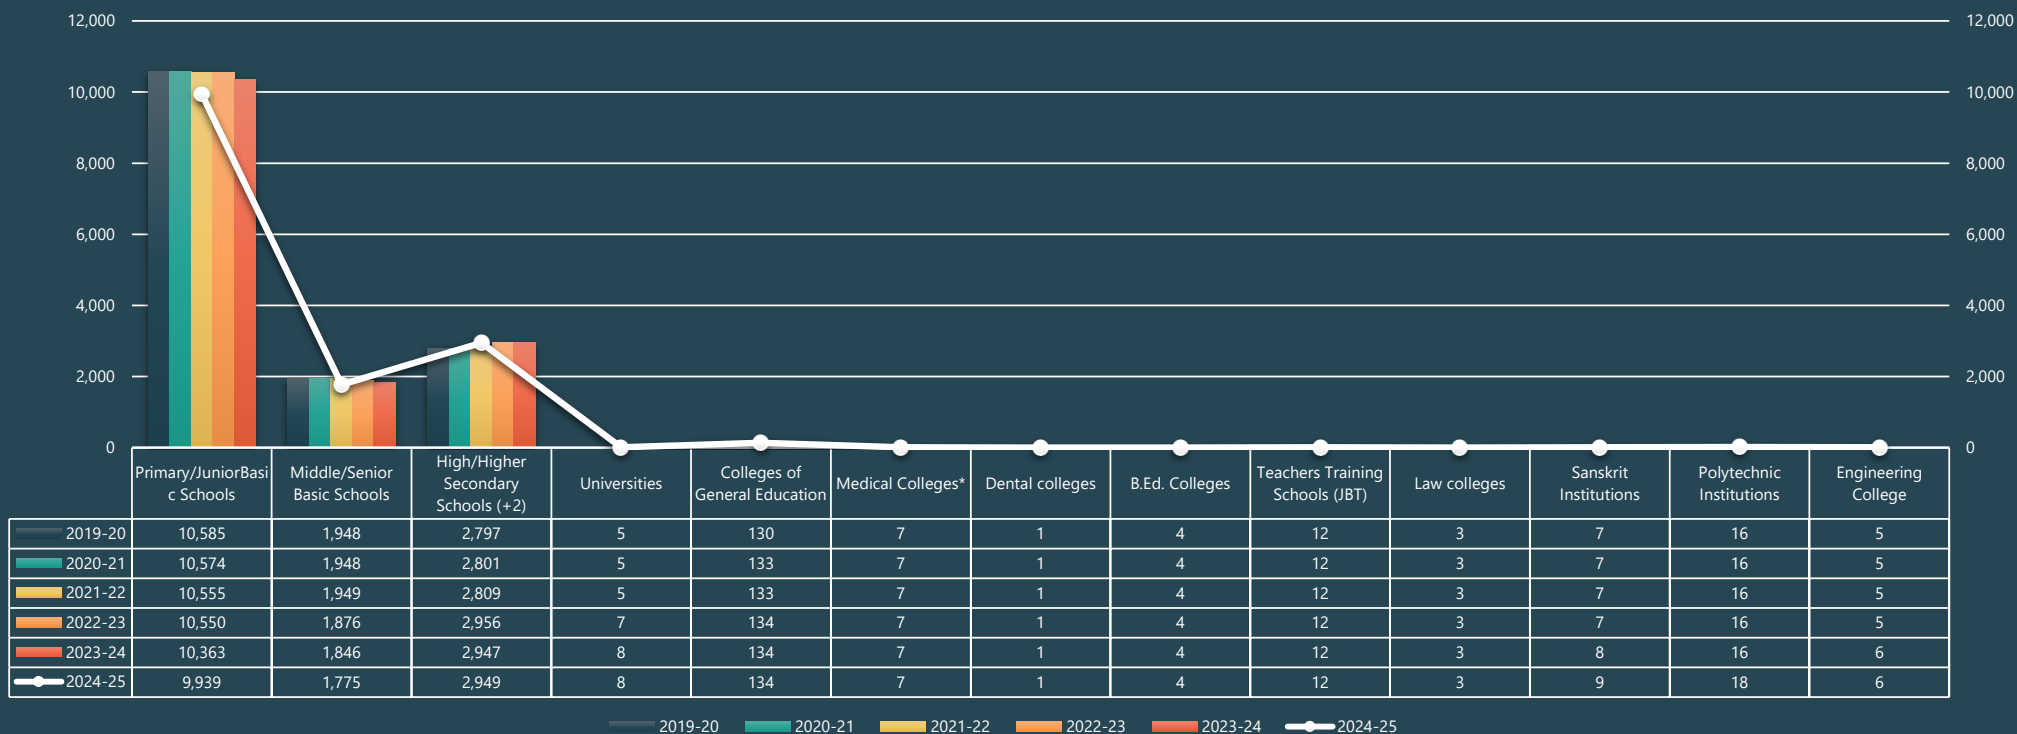 12,000 12,000
10,000 10,000
8,000 8,000
6,000 6,000
4,000 4,000
2,000 2,000
0 0
Primary/JuniorBasi
c Schools
Middle/Senior
Basic Schools
High/Higher
Secondary
Schools (+2)
Universities
Colleges of
General Education
Medical Colleges*
Dental colleges
B.Ed. Colleges
Teachers Training
Schools (JBT)
Law colleges
Sanskrit
Institutions
Polytechnic
Institutions
Engineering
College
2019-20 10,585 1,948 2,797 5 130 7 1 4 12 3 7 16 5
2020-21 10,574 1,948 2,801 5 133 7 1 4 12 3 7 16 5
2021-22 10,555 1,949 2,809 5 133 7 1 4 12 3 7 16 5
2022-23 10,550 1,876 2,956 7 134 7 1 4 12 3 7 16 5
2023-24 10,363 1,846 2,947 8 134 7 1 4 12 3 8 16 6
2024-25 9,939 1,775 2,949 8 134 7 1 4 12 3 9 18 6
2019-20 2020-21 2021-22 2022-23 2023-24 2024-25